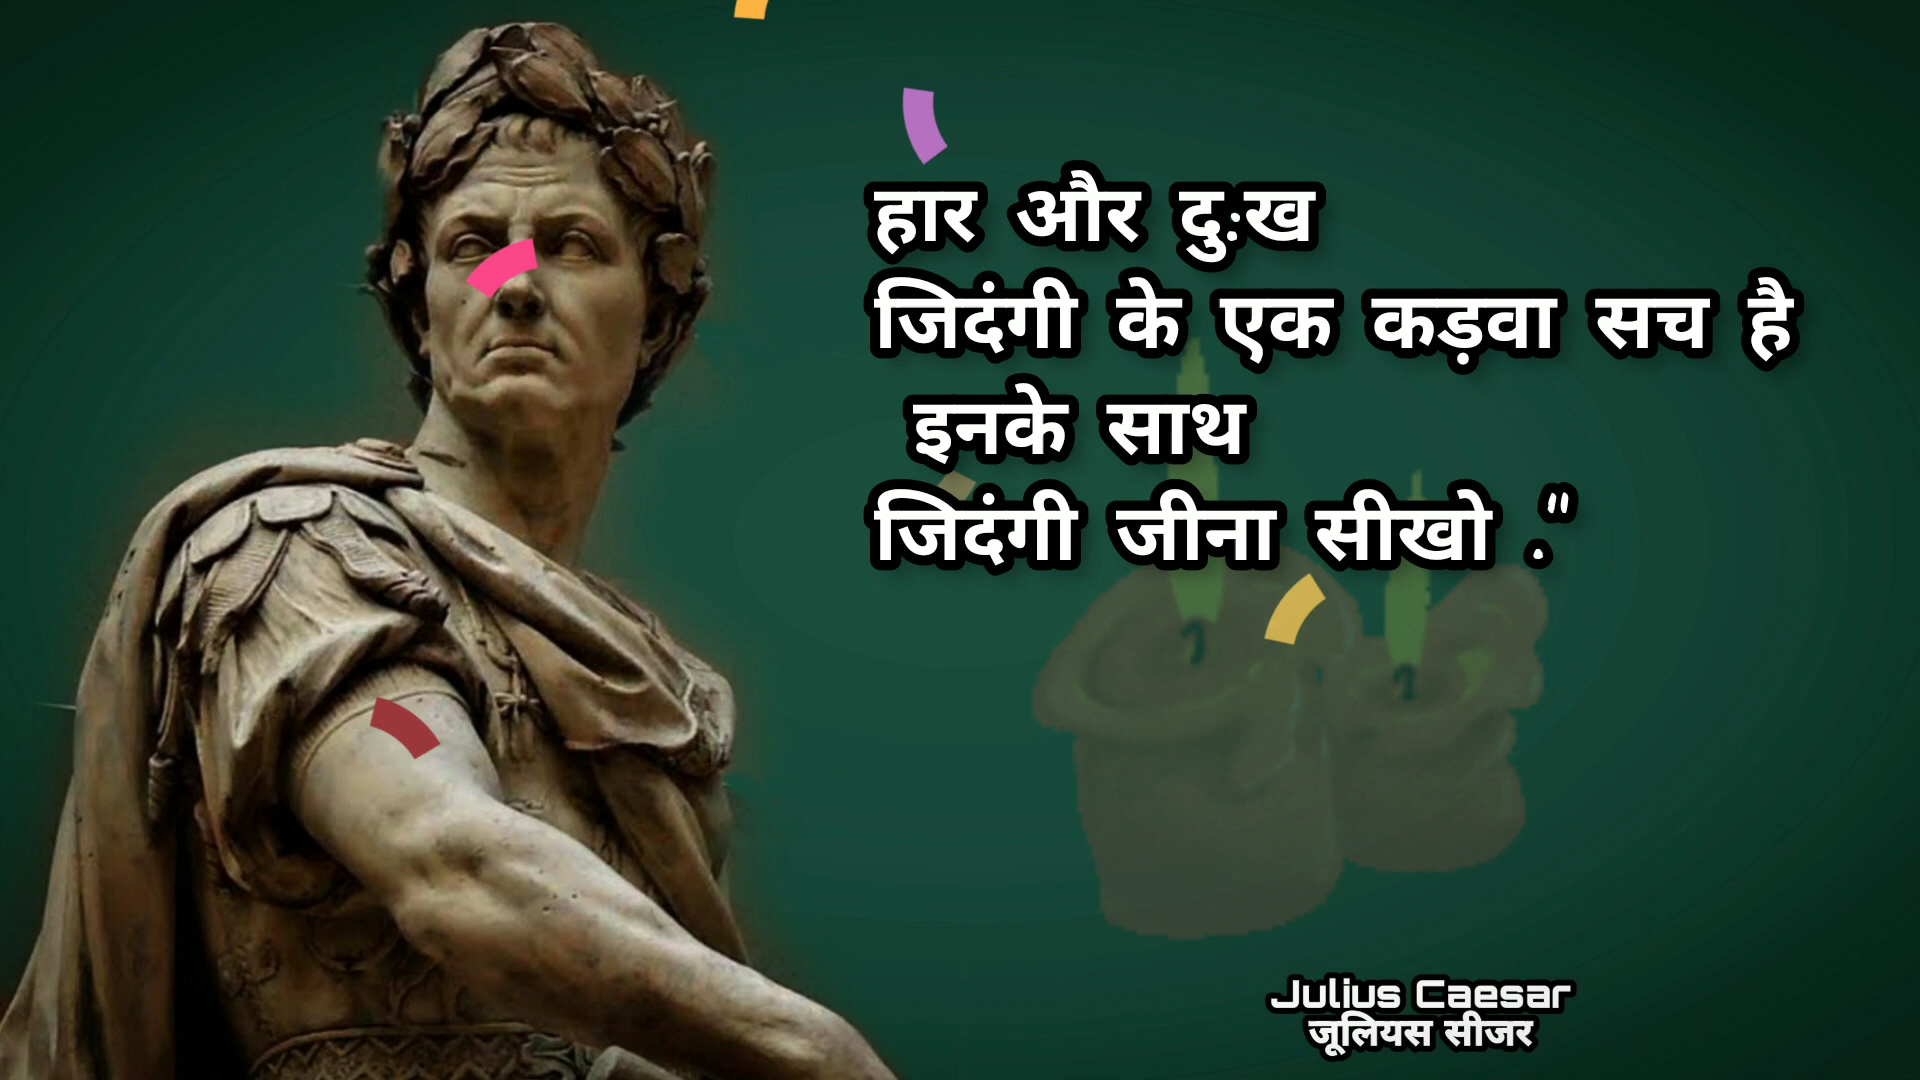 हार और दुःख
जिदंगी के एक कड़वा सच है
इनके साथ
जिदंगी जीना सीखो ."
Julius Caesar
जूलियस सीजर